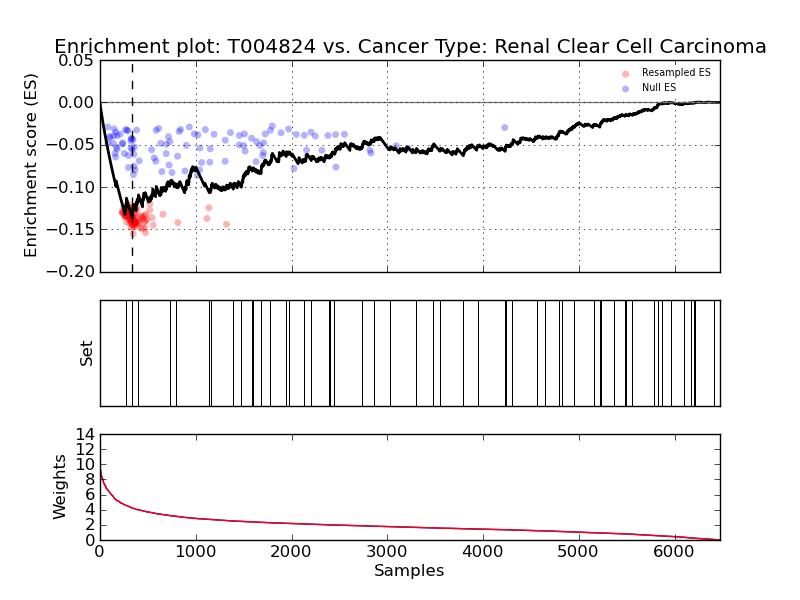 Enrichment plot: T004824 vs. Cancer Type: Renal Clear Cell Carcinoma
Enrichment score (ES)
0.05
0.00
−0.05
−0.10
−0.15
−0.20
Resampled ES
Null ES
Set
Weights
14
12
10
8
6
4
2
0
0 1000 2000 3000 4000 5000 6000
Samples